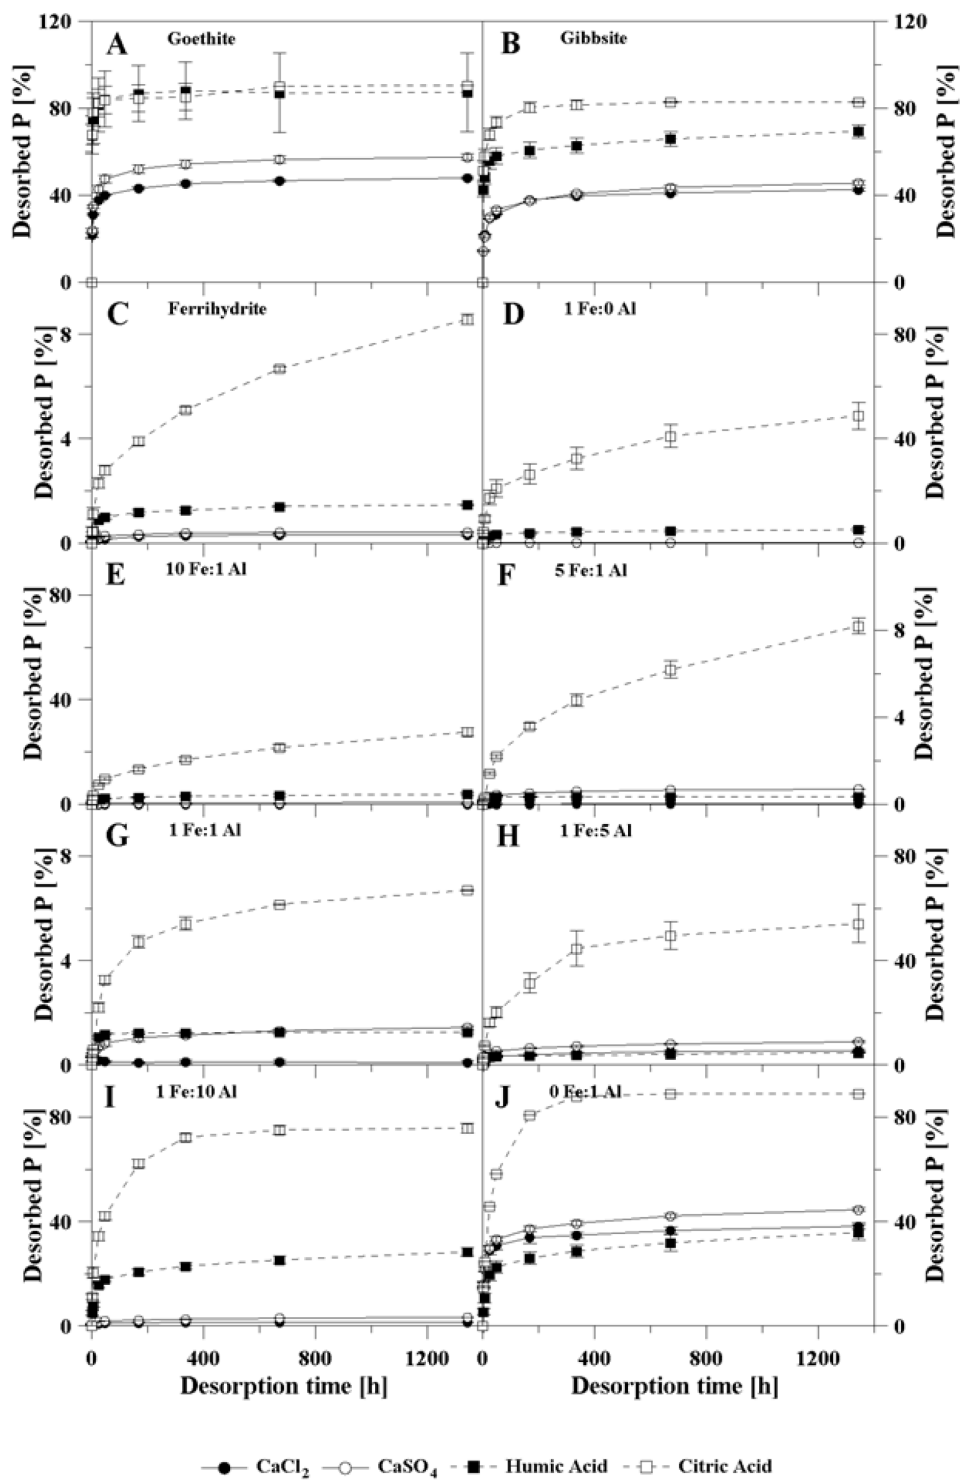 120 120
A Goethite B Gibbsite
Desorbed P [%] 80 80 Desorbed P [%]
40 40
0 0
C Ferrihydrite D 1 Fe:0 Al
Desorbed P [%] 8 80 Desorbed P [%]
4 40
0 0
E 10 Fe:1 Al F 5 Fe:1 Al
Desorbed P [%] 80 8 Desorbed P [%]
40 4
0 0
G 1 Fe:1 Al H 1 Fe:5 Al
Desorbed P [%] 8 80 Desorbed P [%]
4 40
0 0
I 1 Fe:10 Al J 0 Fe:1 Al
Desorbed P [%] 80 80 Desorbed P [%]
40 40
0 0
0 400 800 1200 0 400 800 1200
Desorption time [h] Desorption time [h]
CaCl₂ CaSO₄ Humic Acid Citric Acid